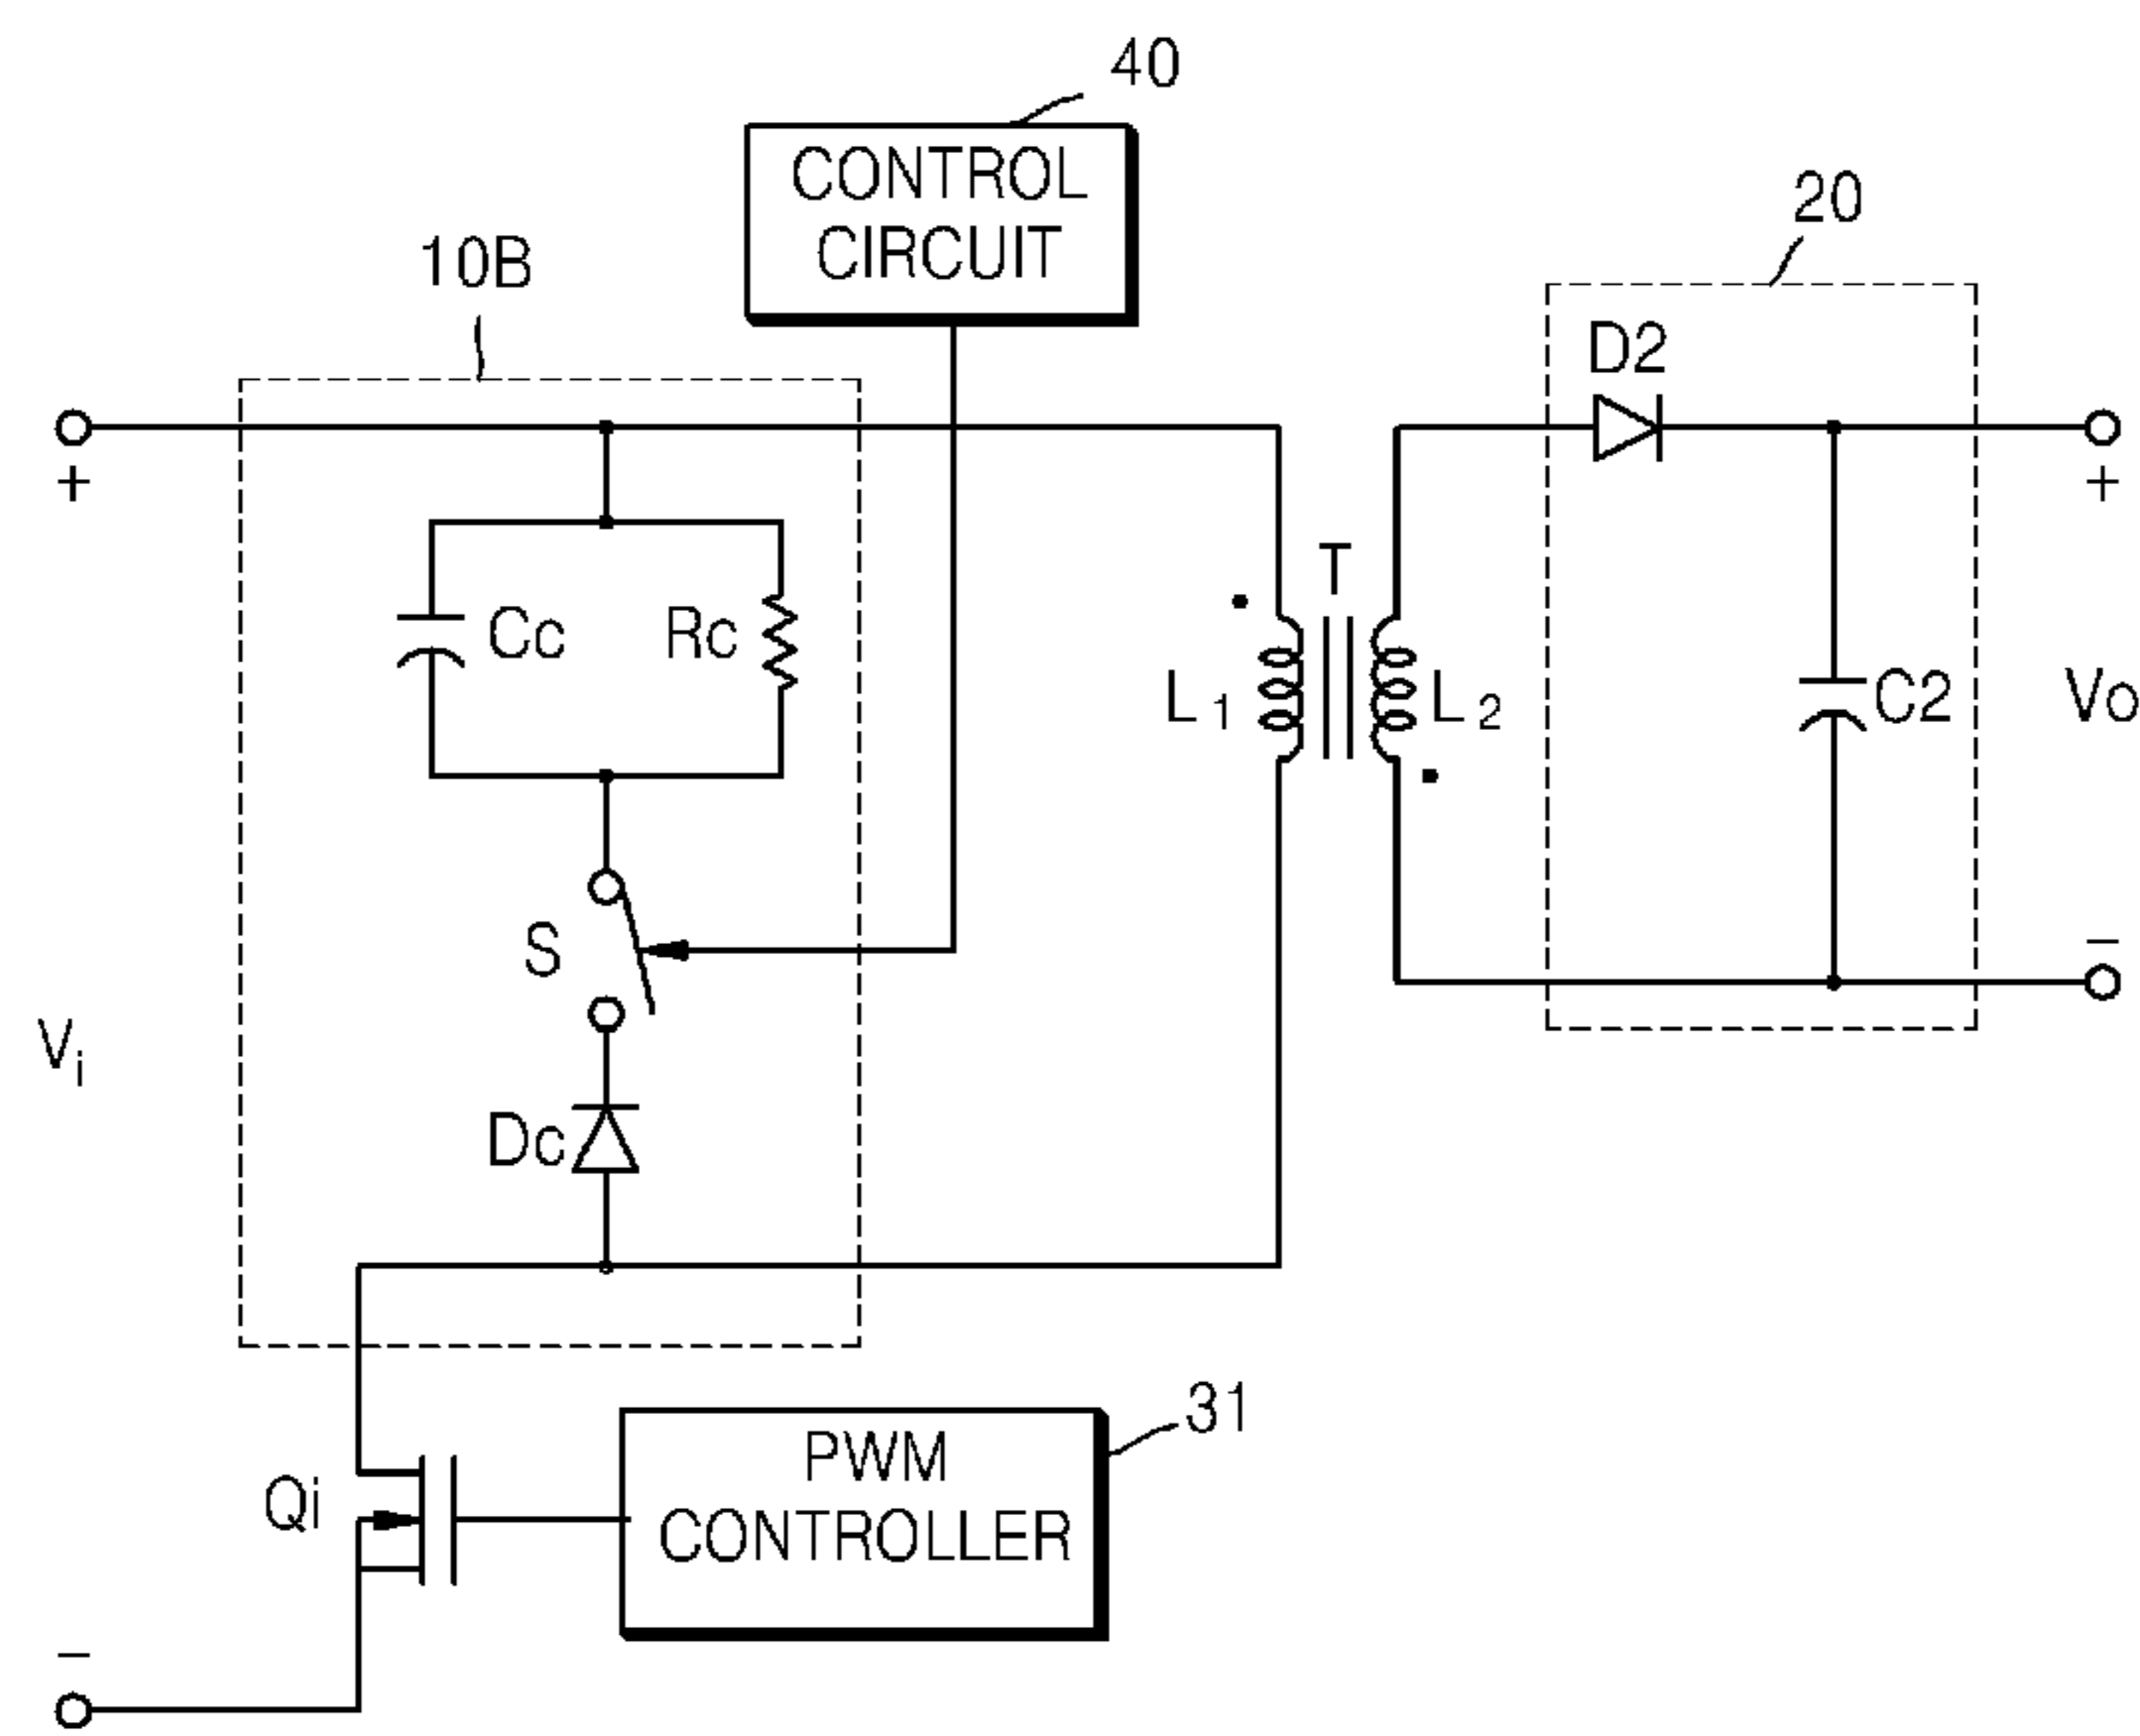 40
CONTROL
CIRCUIT
20
10B
D2
+
+
T
Cc
Rc
L1
L2
C2
Vo
S
−
Vi
Dc
31
PWM
CONTROLLER
Qi
−